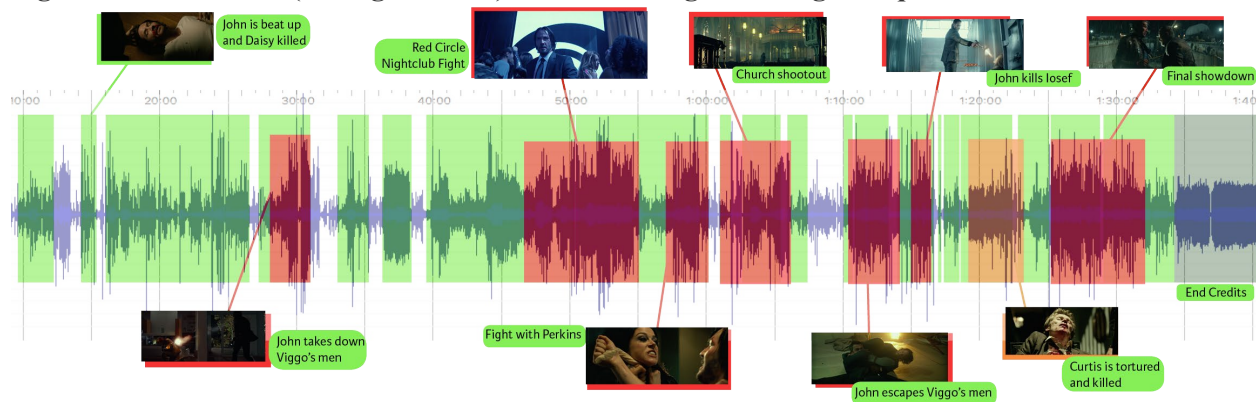 John is beat up
and Daisy killed
Red Circle
Nightclub Fight
Church shootout
John kills Iosef
Final showdown
10:00 20:00 30:00 40:00 50:00 1:00:00 1:10:00 1:20:00 1:30:00 1:40
End Credits
John takes down
Viggo's men
Fight with Perkins
John escapes Viggo's men
Curtis is tortured
and killed